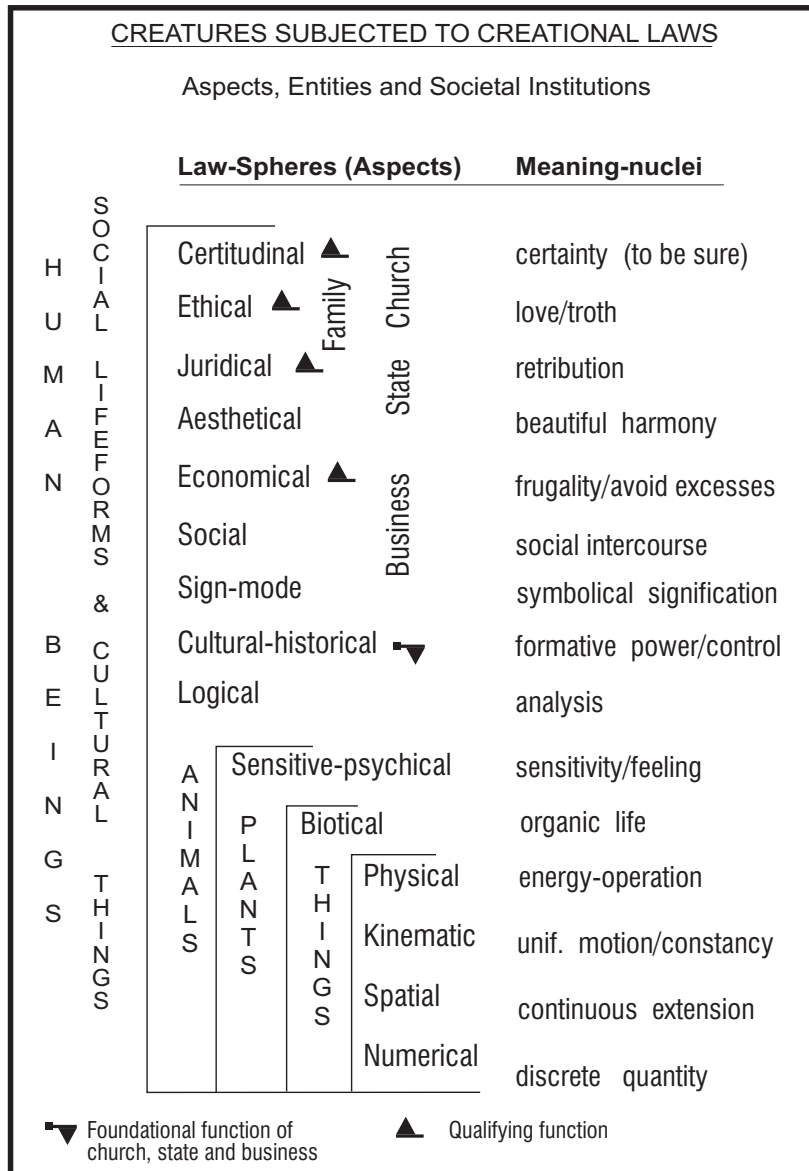 CREATURES SUBJECTED TO CREATIONAL LAWS
Aspects, Entities and Societal Institutions
Law-Spheres (Aspects) Meaning-nuclei
HUMAN BEINGS
SOCIAL LIFEFORMS & CULTURAL THINGS
Certitudinal certainty (to be sure)
Ethical love/troth
Juridical retribution
Aesthetical beautiful harmony
Economical frugality/avoid excesses
Social social intercourse
Sign-mode symbolical signification
Cultural-historical formative power/control
Logical analysis
Family
Church
State
Business
ANIMALS
Sensitive-psychical sensitivity/feeling
PLANTS
Biotical organic life
THINGS
Physical energy-operation
Kinematic unif. motion/constancy
Spatial continuous extension
Numerical discrete quantity
Foundational function of
church, state and business
Qualifying function